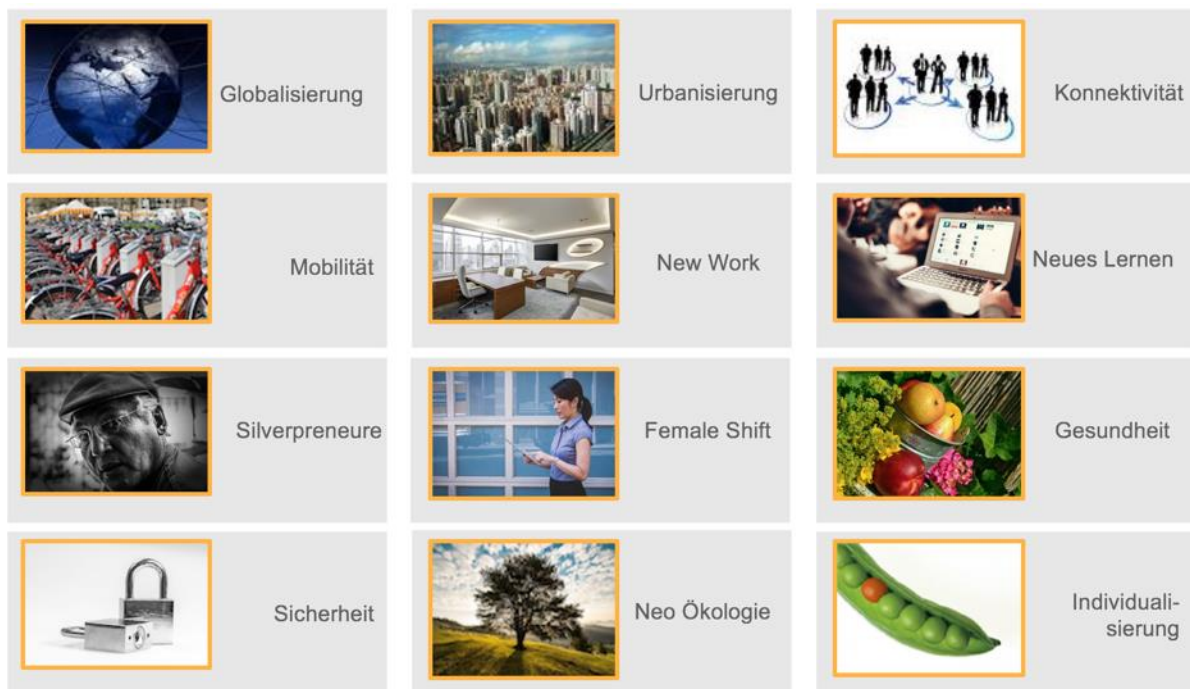 Globalisierung
Urbanisierung
Konnektivität
Mobilität
New Work
Neues Lernen
Silverpreneure
Female Shift
Gesundheit
Sicherheit
Neo Ökologie
Individuali-
sierung